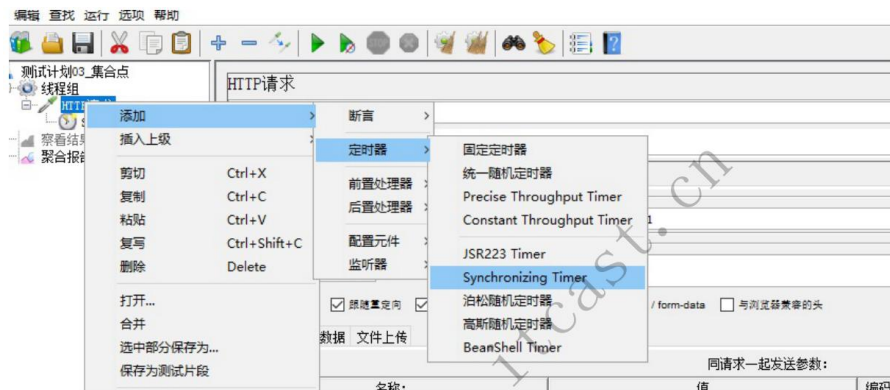 编辑 查找 运行 选项 帮助
测试计划03_集合点
线程组
HTTP请求
HTTP
察看结果
聚合报
添加
插入上级
剪切 Ctrl+X
复制 Ctrl+C
粘贴 Ctrl+V
复写 Ctrl+Shift+C
删除 Delete
打开...
合并
选中部分保存为...
保存为测试片段
断言
定时器
前置处理器
后置处理器
配置元件
监听器
固定定时器
统一随机定时器
Precise Throughput Timer
Constant Throughput Timer
JSR223 Timer
Synchronizing Timer
泊松随机定时器
高斯随机定时器
BeanShell Timer
1
跟随重定向
/ form-data 与浏览器兼容的头
数据 文件上传
同请求一起发送参数:
名称: 值 编码
itcast.cn